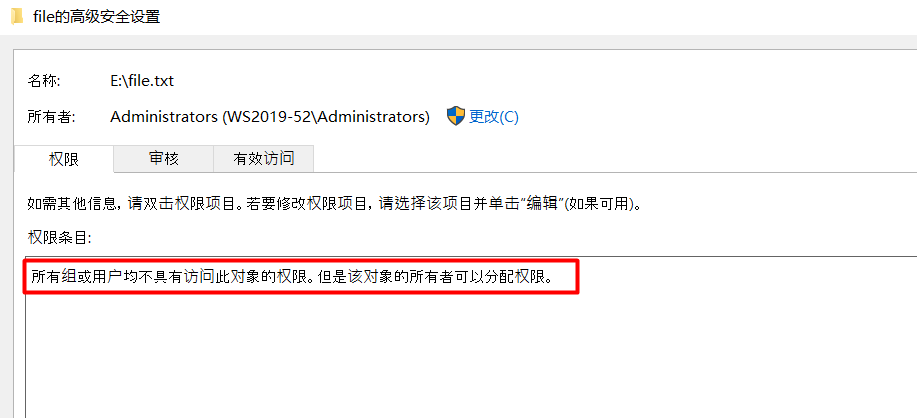 file的高级安全设置
名称: E:\file.txt
所有者: Administrators (WS2019-52\Administrators) 更改(C)
权限 审核 有效访问
如需其他信息，请双击权限项目。若要修改权限项目，请选择该项目并单击“编辑”(如果可用)。
权限条目:
所有组或用户均不具有访问此对象的权限。但是该对象的所有者可以分配权限。